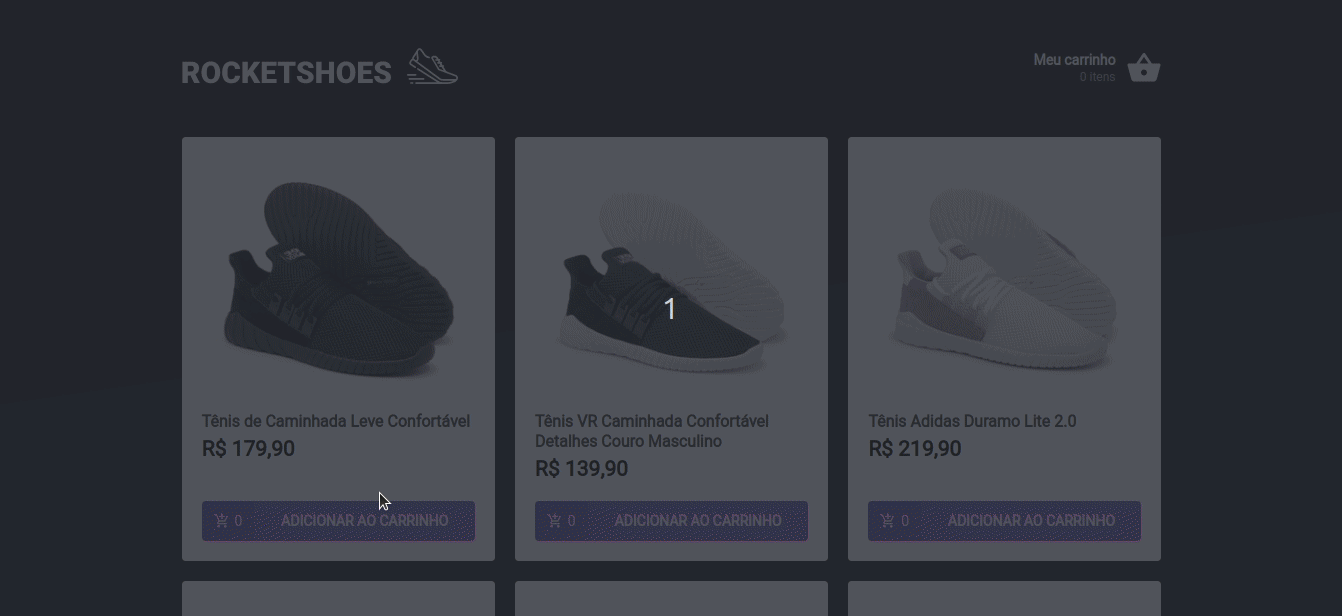 ROCKETSHOES
Meu carrinho
0 itens
1
Tênis de Caminhada Leve Confortável
R$ 179,90
0 ADICIONAR AO CARRINHO
Tênis VR Caminhada Confortável
Detalhes Couro Masculino
R$ 139,90
0 ADICIONAR AO CARRINHO
Tênis Adidas Duramo Lite 2.0
R$ 219,90
0 ADICIONAR AO CARRINHO